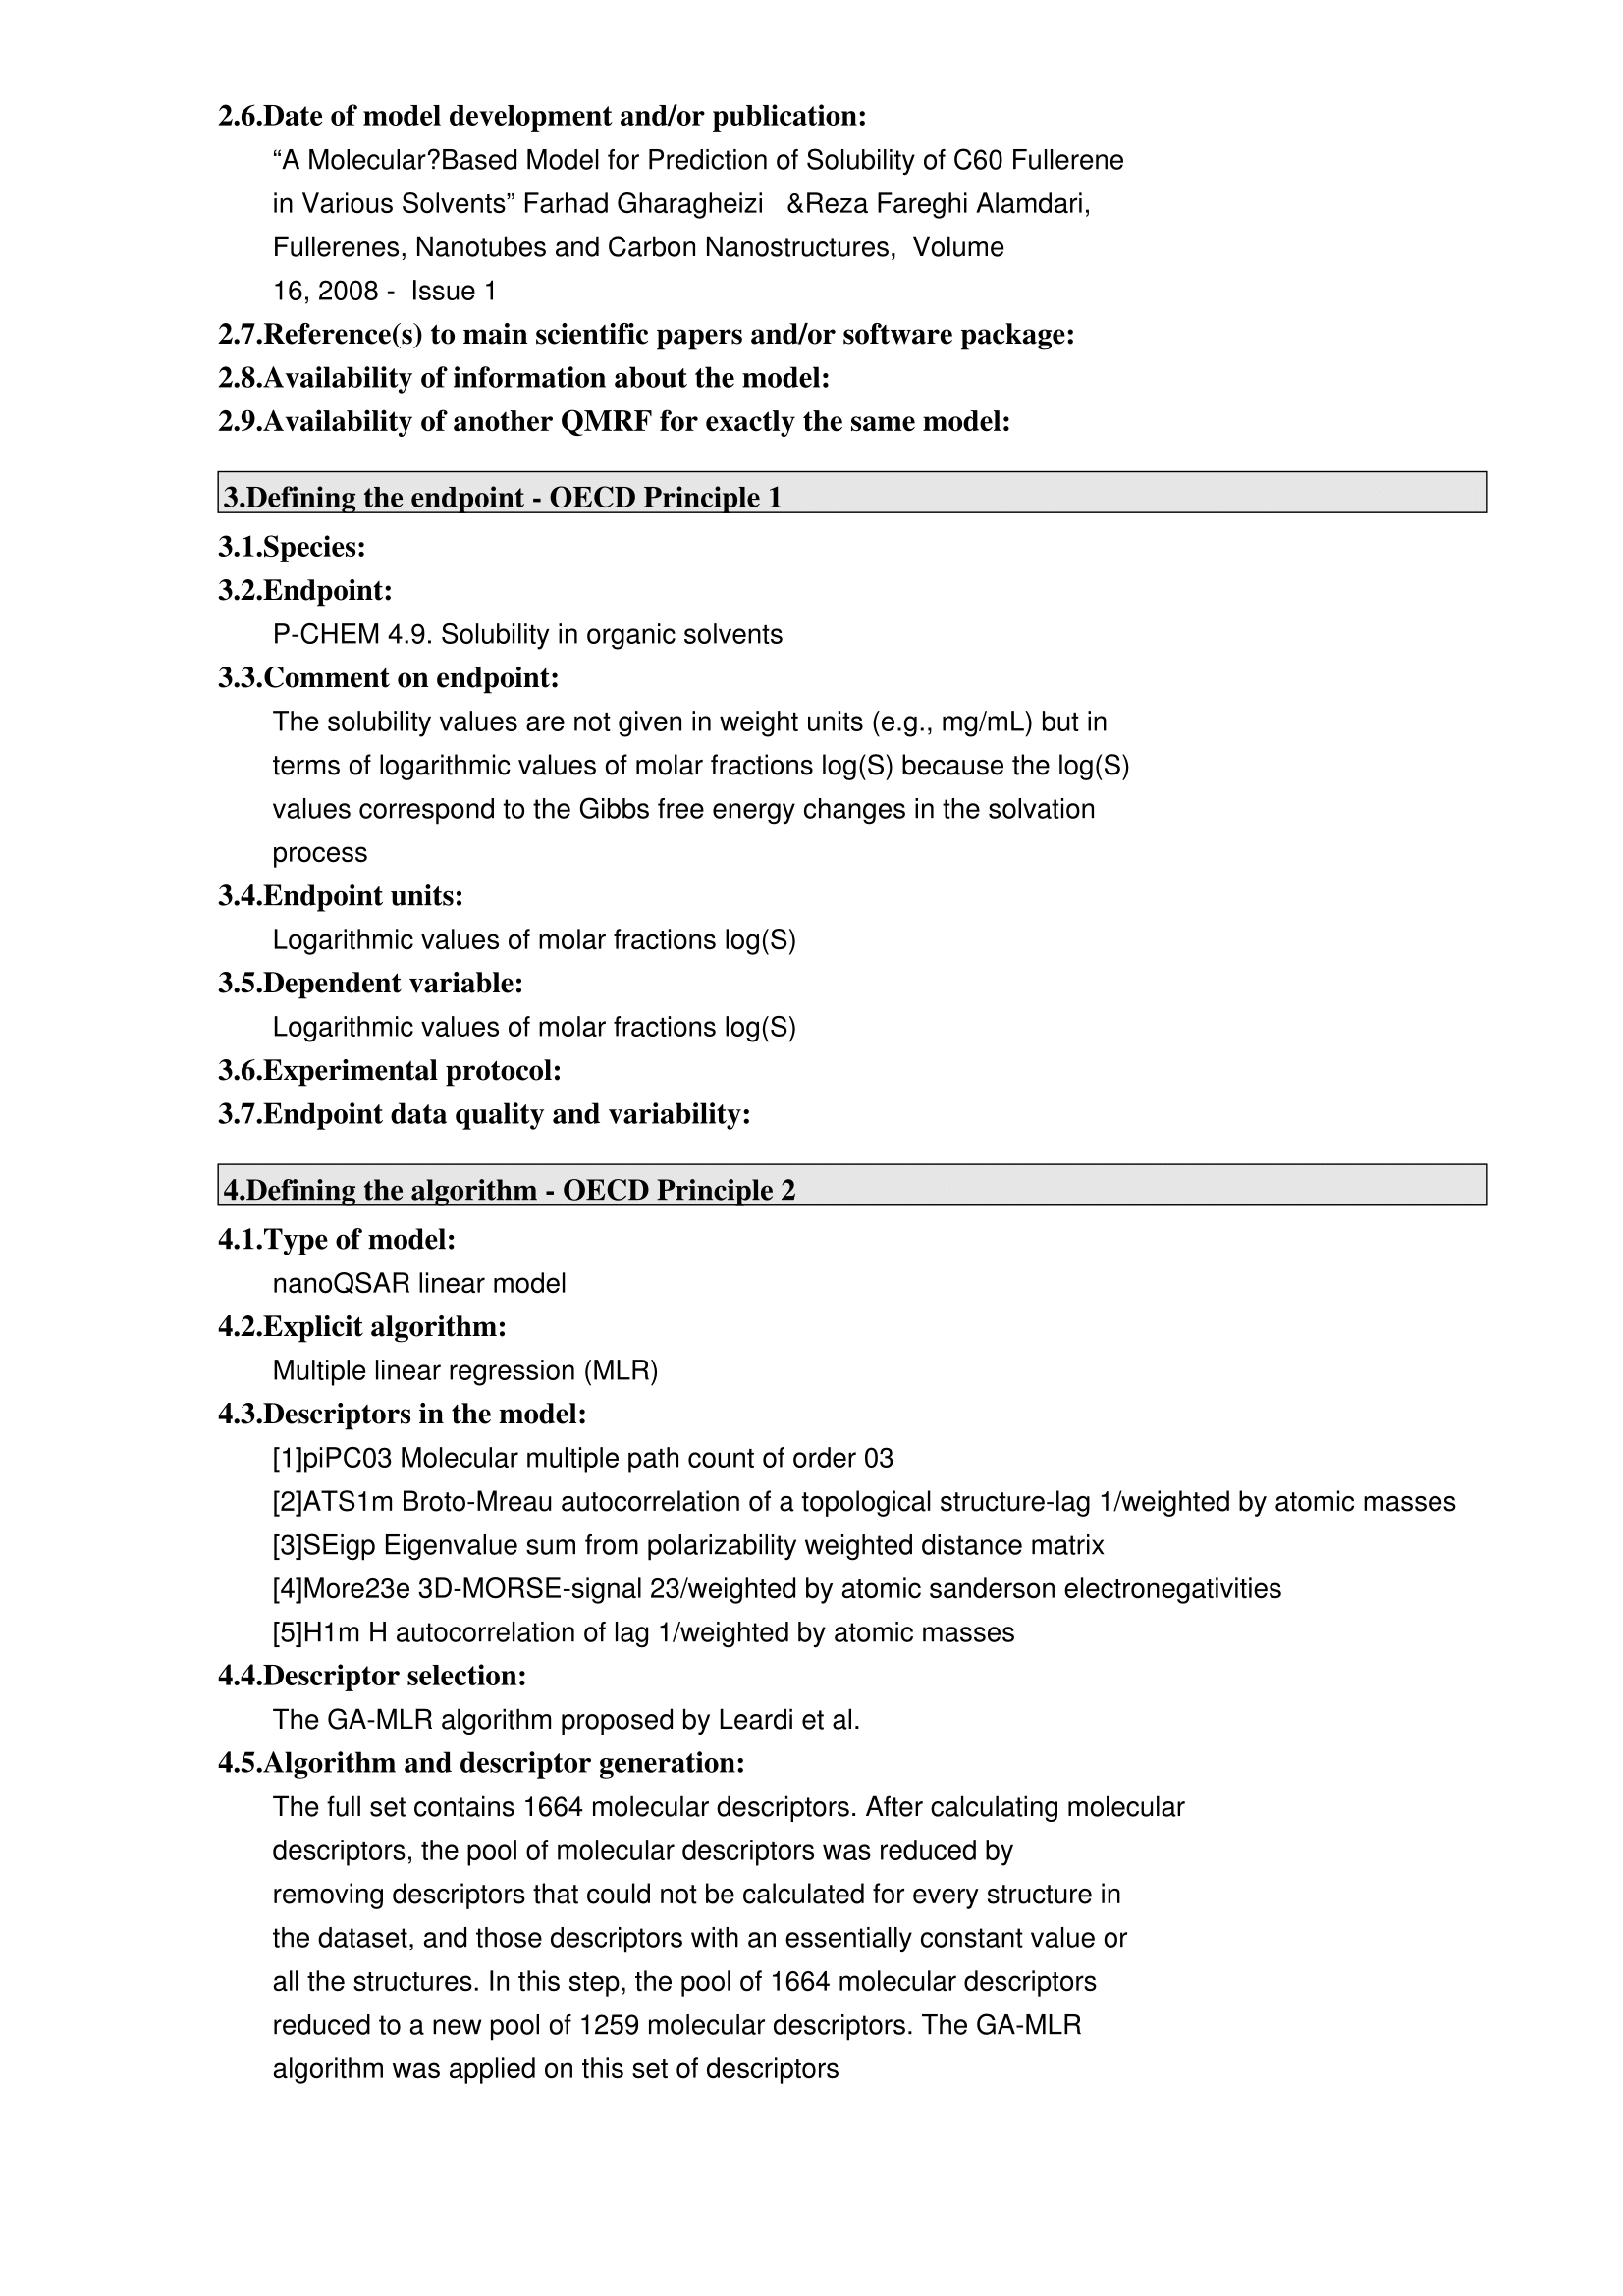 2.6.Date of model development and/or publication:
“A Molecular?Based Model for Prediction of Solubility of C60 Fullerene
in Various Solvents” Farhad Gharagheizi   &Reza Fareghi Alamdari,
Fullerenes, Nanotubes and Carbon Nanostructures,  Volume
16, 2008 -  Issue 1
2.7.Reference(s) to main scientific papers and/or software package:
2.8.Availability of information about the model:
2.9.Availability of another QMRF for exactly the same model:
3.Defining the endpoint - OECD Principle 1
3.1.Species:
3.2.Endpoint:
P-CHEM 4.9. Solubility in organic solvents
3.3.Comment on endpoint:
The solubility values are not given in weight units (e.g., mg/mL) but in
terms of logarithmic values of molar fractions log(S) because the log(S)
values correspond to the Gibbs free energy changes in the solvation
process
3.4.Endpoint units:
Logarithmic values of molar fractions log(S)
3.5.Dependent variable:
Logarithmic values of molar fractions log(S)
3.6.Experimental protocol:
3.7.Endpoint data quality and variability:
4.Defining the algorithm - OECD Principle 2
4.1.Type of model:
nanoQSAR linear model
4.2.Explicit algorithm:
Multiple linear regression (MLR)
4.3.Descriptors in the model:
[1]piPC03 Molecular multiple path count of order 03
[2]ATS1m Broto-Mreau autocorrelation of a topological structure-lag 1/weighted by atomic masses
[3]SEigp Eigenvalue sum from polarizability weighted distance matrix
[4]More23e 3D-MORSE-signal 23/weighted by atomic sanderson electronegativities
[5]H1m H autocorrelation of lag 1/weighted by atomic masses
4.4.Descriptor selection:
The GA-MLR algorithm proposed by Leardi et al.
4.5.Algorithm and descriptor generation:
The full set contains 1664 molecular descriptors. After calculating molecular
descriptors, the pool of molecular descriptors was reduced by
removing descriptors that could not be calculated for every structure in
the dataset, and those descriptors with an essentially constant value or
all the structures. In this step, the pool of 1664 molecular descriptors
reduced to a new pool of 1259 molecular descriptors. The GA-MLR
algorithm was applied on this set of descriptors